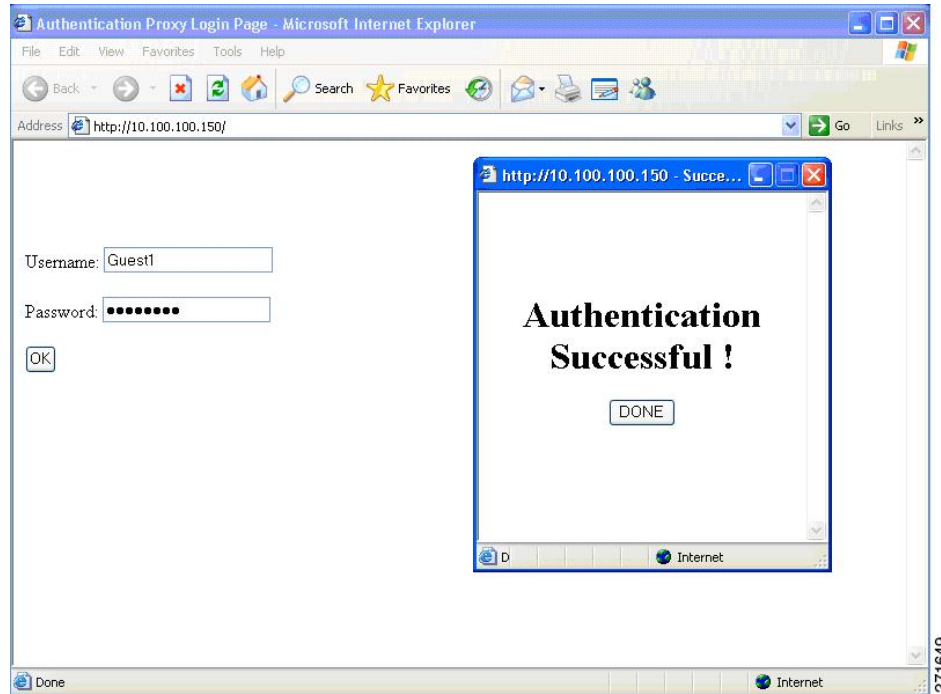 Authentication Proxy Login Page - Microsoft Internet Explorer
File Edit View Favorites Tools Help
Back Search Favorites
Address http://10.100.100.150/ Go Links »
http://10.100.100.150 - Succe...
Username: Guest1
Password: ••••••••
OK
Authentication
Successful !
DONE
D Internet
Done Internet
271649